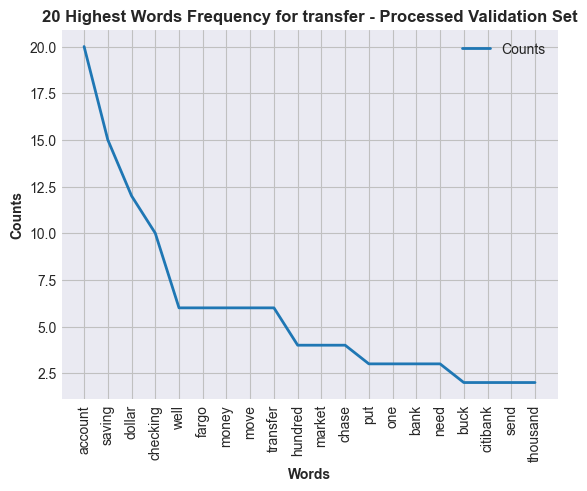 20 Highest Words Frequency for transfer - Processed Validation Set
Counts
20.0
17.5
15.0
12.5
10.0
7.5
5.0
2.5
Counts
account
saving
dollar
checking
well
fargo
money
move
transfer
hundred
market
chase
put
one
bank
need
buck
citibank
send
thousand
Words